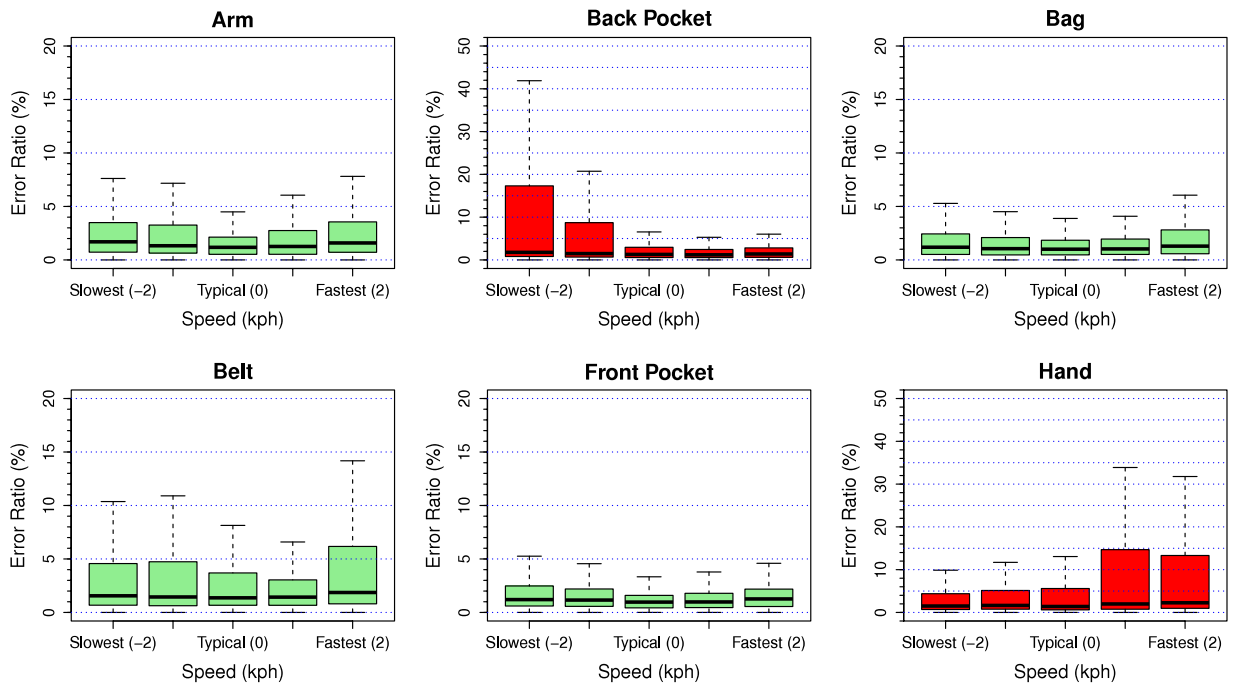 Arm
Error Ratio (%)
20
15
10
5
0
Slowest (−2) Typical (0) Fastest (2)
Speed (kph)
Back Pocket
Error Ratio (%)
50
40
30
20
10
0
Slowest (−2) Typical (0) Fastest (2)
Speed (kph)
Bag
Error Ratio (%)
20
15
10
5
0
Slowest (−2) Typical (0) Fastest (2)
Speed (kph)
Belt
Error Ratio (%)
20
15
10
5
0
Slowest (−2) Typical (0) Fastest (2)
Speed (kph)
Front Pocket
Error Ratio (%)
20
15
10
5
0
Slowest (−2) Typical (0) Fastest (2)
Speed (kph)
Hand
Error Ratio (%)
50
40
30
20
10
0
Slowest (−2) Typical (0) Fastest (2)
Speed (kph)